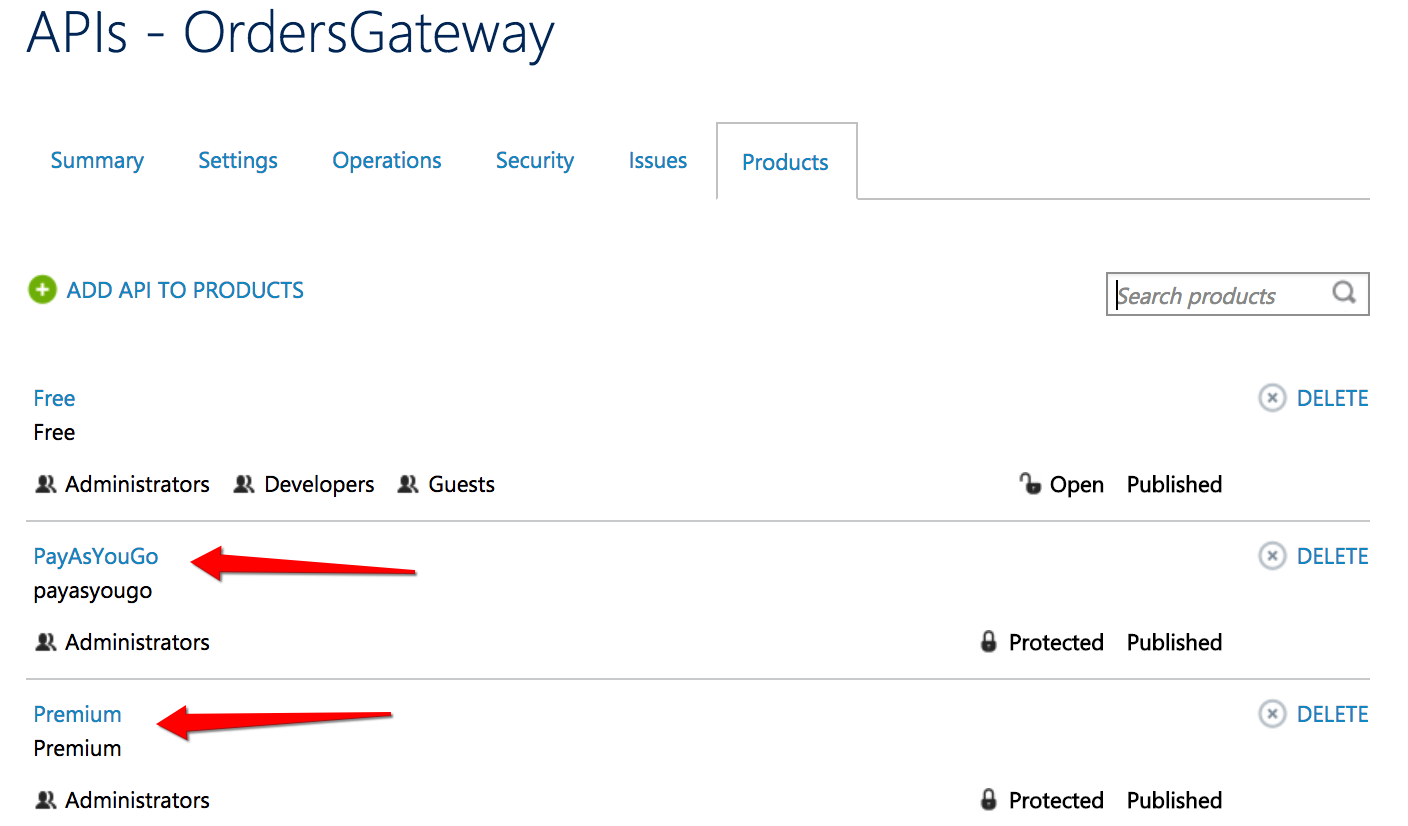 APIs - OrdersGateway
Summary Settings Operations Security Issues Products
ADD API TO PRODUCTS Search products
Free DELETE
Free
Administrators Developers Guests Open Published
PayAsYouGo DELETE
payasyougo
Administrators Protected Published
Premium DELETE
Premium
Administrators Protected Published